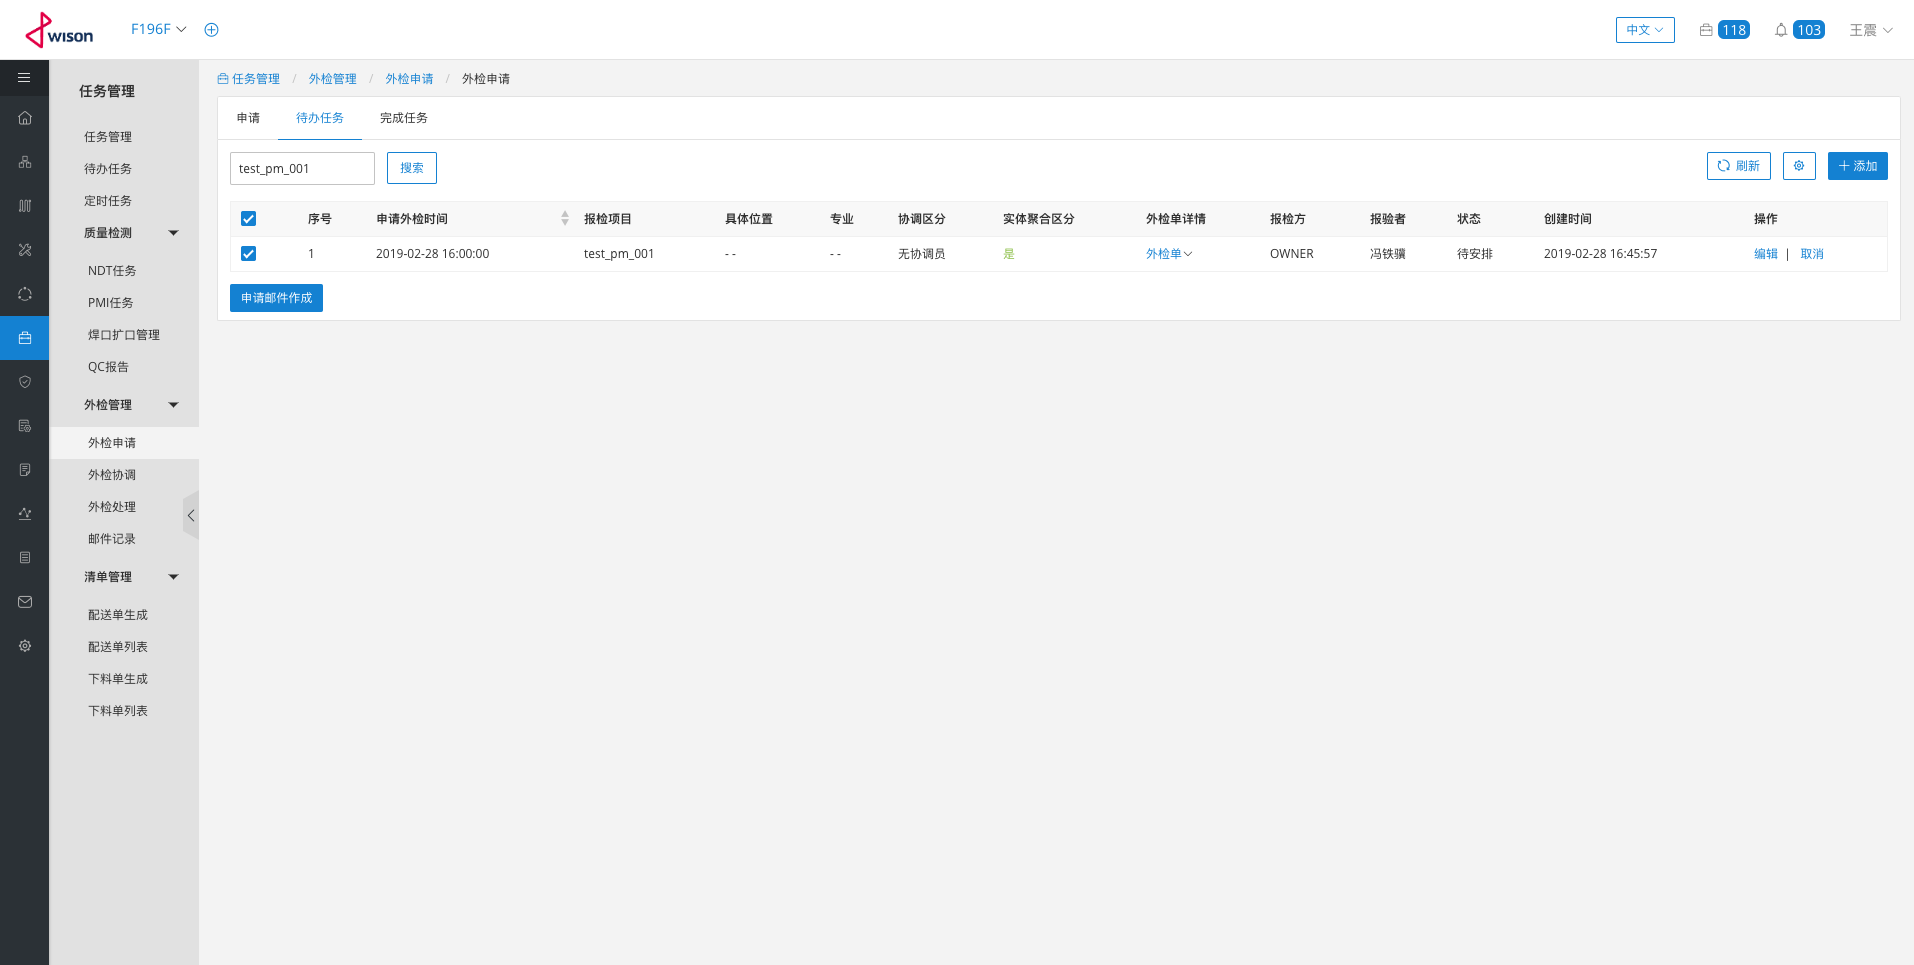 wison
F196F
中文
118
103
王震
任务管理 / 外检管理 / 外检申请 / 外检申请
任务管理
任务管理
待办任务
定时任务
质量检测
NDT任务
PMI任务
焊口扩口管理
QC报告
外检管理
外检申请
外检协调
外检处理
邮件记录
清单管理
配送单生成
配送单列表
下料单生成
下料单列表
申请 待办任务 完成任务
test_pm_001 搜索 刷新 添加
序号 申请外检时间 报检项目 具体位置 专业 协调区分 实体聚合区分 外检单详情 报检方 报验者 状态 创建时间 操作
1 2019-02-28 16:00:00 test_pm_001 -- -- 无协调员 是 外检单 OWNER 冯铁骥 待安排 2019-02-28 16:45:57 编辑 | 取消
申请邮件作成